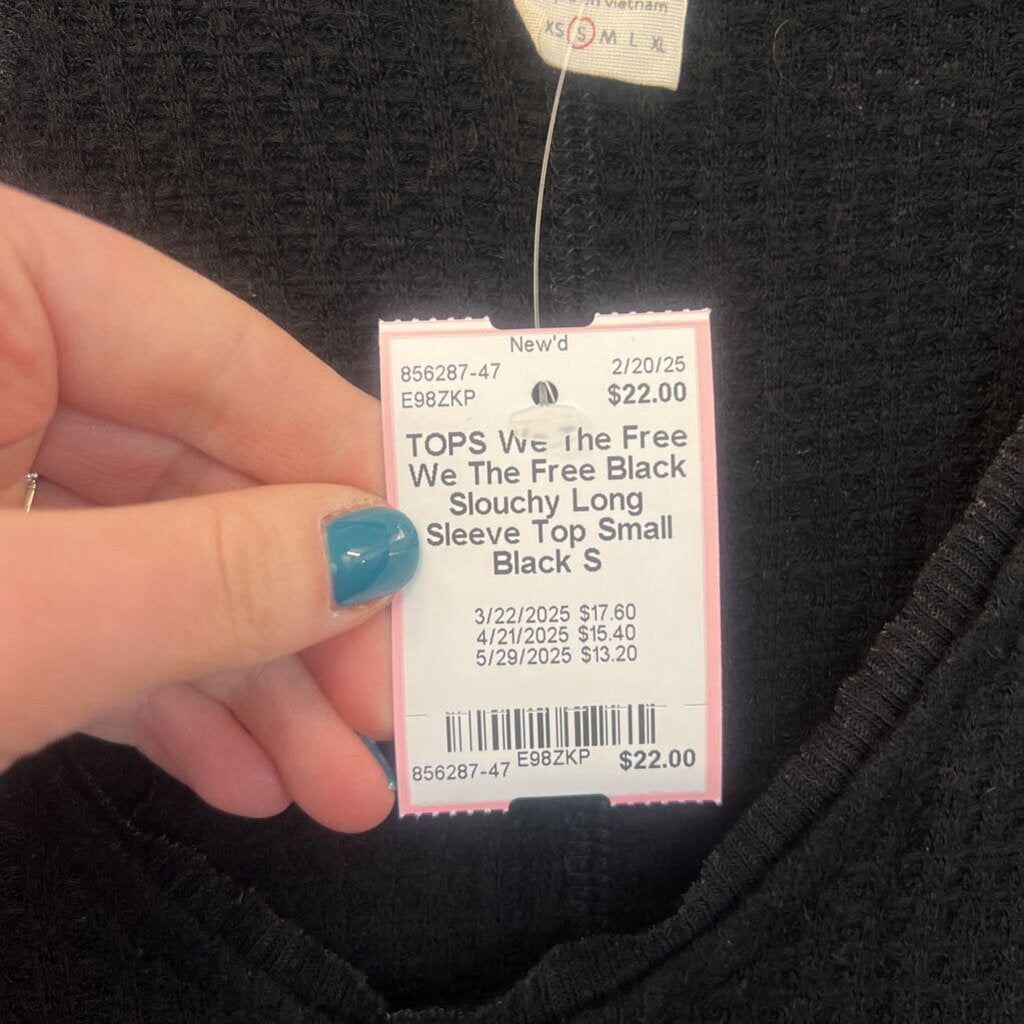 Vietnam
XS S M L XL
New'd
856287-47 2/20/25
E98ZKP $22.00
TOPS We The Free
We The Free Black
Slouchy Long
Sleeve Top Small
Black S
3/22/2025 $17.60
4/21/2025 $15.40
5/29/2025 $13.20
856287-47 E98ZKP $22.00